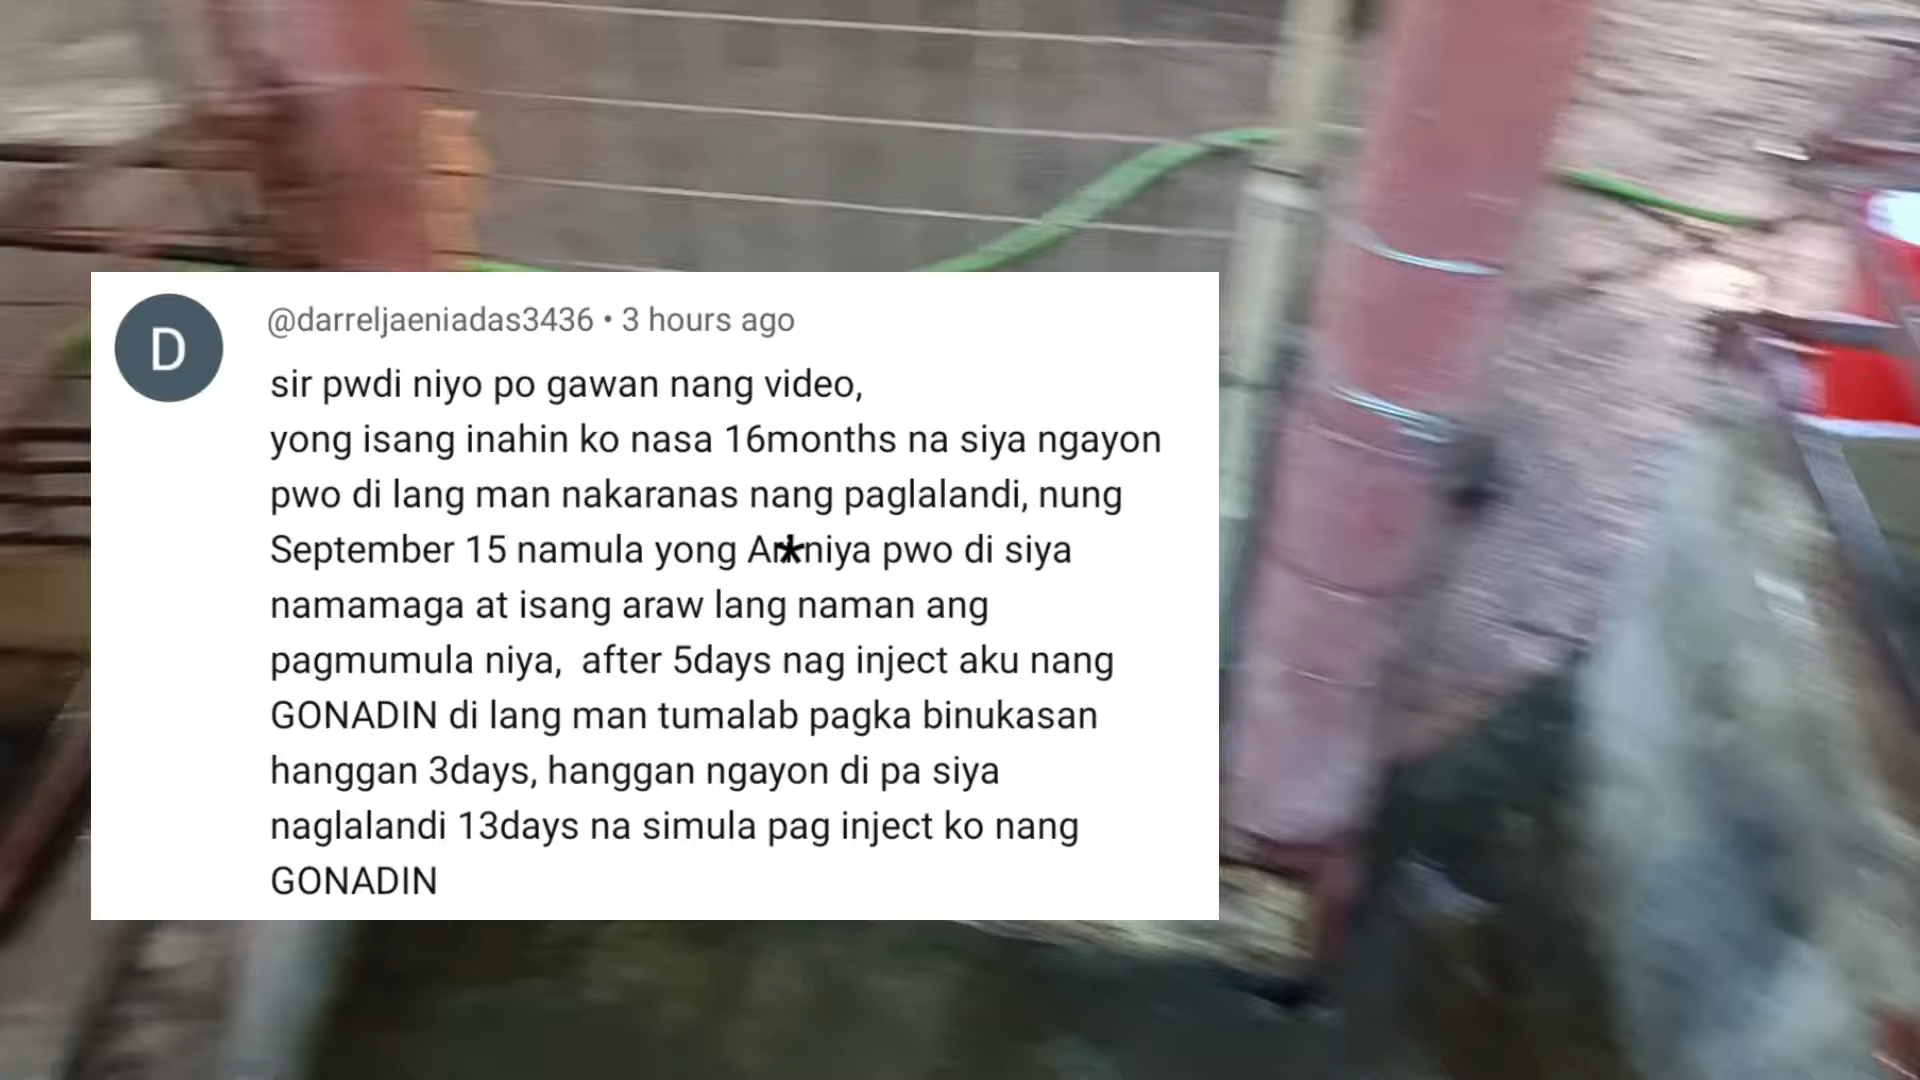 D
@darreljaeniadas3436 • 3 hours ago
sir pwdi niyo po gawan nang video,
yong isang inahin ko nasa 16months na siya ngayon
pwo di lang man nakaranas nang paglalandi, nung
September 15 namula yong Ar*niya pwo di siya
namamaga at isang araw lang naman ang
pagmumula niya, after 5days nag inject aku nang
GONADIN di lang man tumalab pagka binukasan
hanggan 3days, hanggan ngayon di pa siya
naglalandi 13days na simula pag inject ko nang
GONADIN